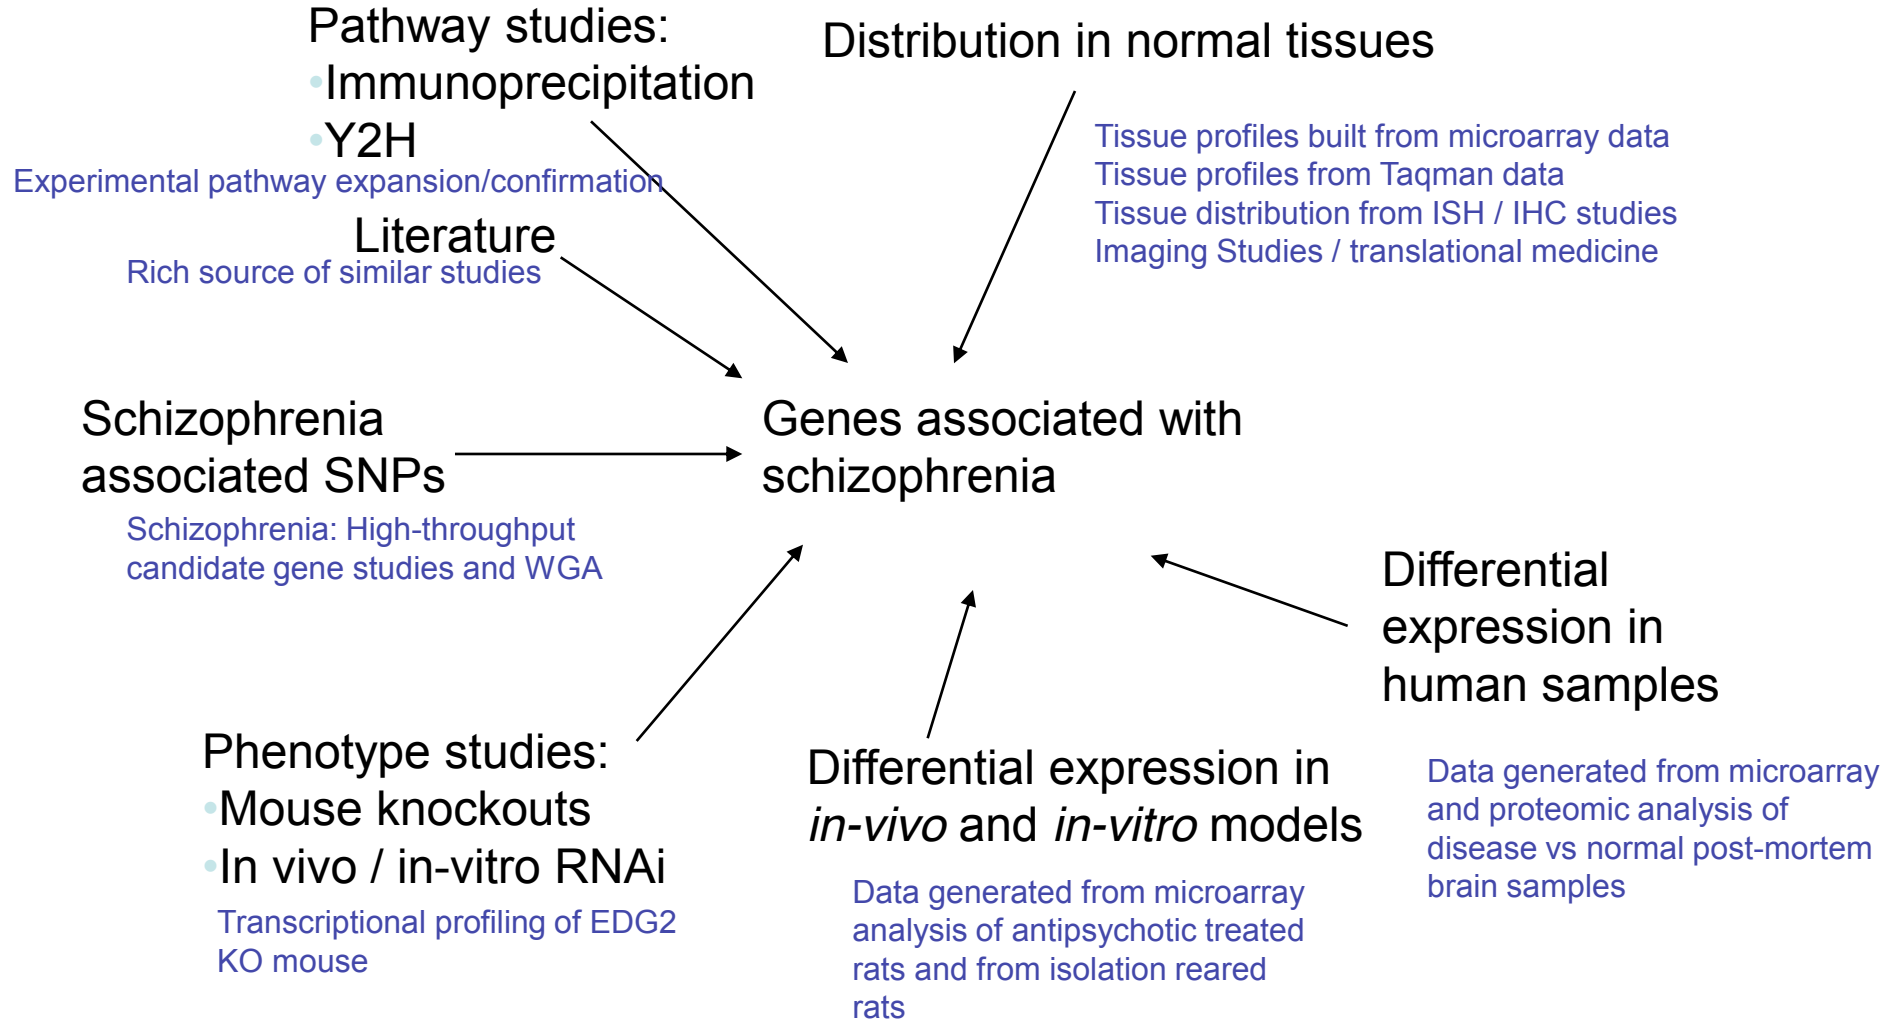 Pathway studies:
•Immunoprecipitation
•Y2H
Experimental pathway expansion/confirmation
Literature
Rich source of similar studies
Distribution in normal tissues
Tissue profiles built from microarray data
Tissue profiles from Taqman data
Tissue distribution from ISH / IHC studies
Imaging Studies / translational medicine
Schizophrenia
associated SNPs
Schizophrenia: High-throughput
candidate gene studies and WGA
Genes associated with
schizophrenia
Differential
expression in
human samples
Data generated from microarray
and proteomic analysis of
disease vs normal post-mortem
brain samples
Phenotype studies:
•Mouse knockouts
•In vivo / in-vitro RNAi
Transcriptional profiling of EDG2
KO mouse
Differential expression in
in-vivo and in-vitro models
Data generated from microarray
analysis of antipsychotic treated
rats and from isolation reared
rats